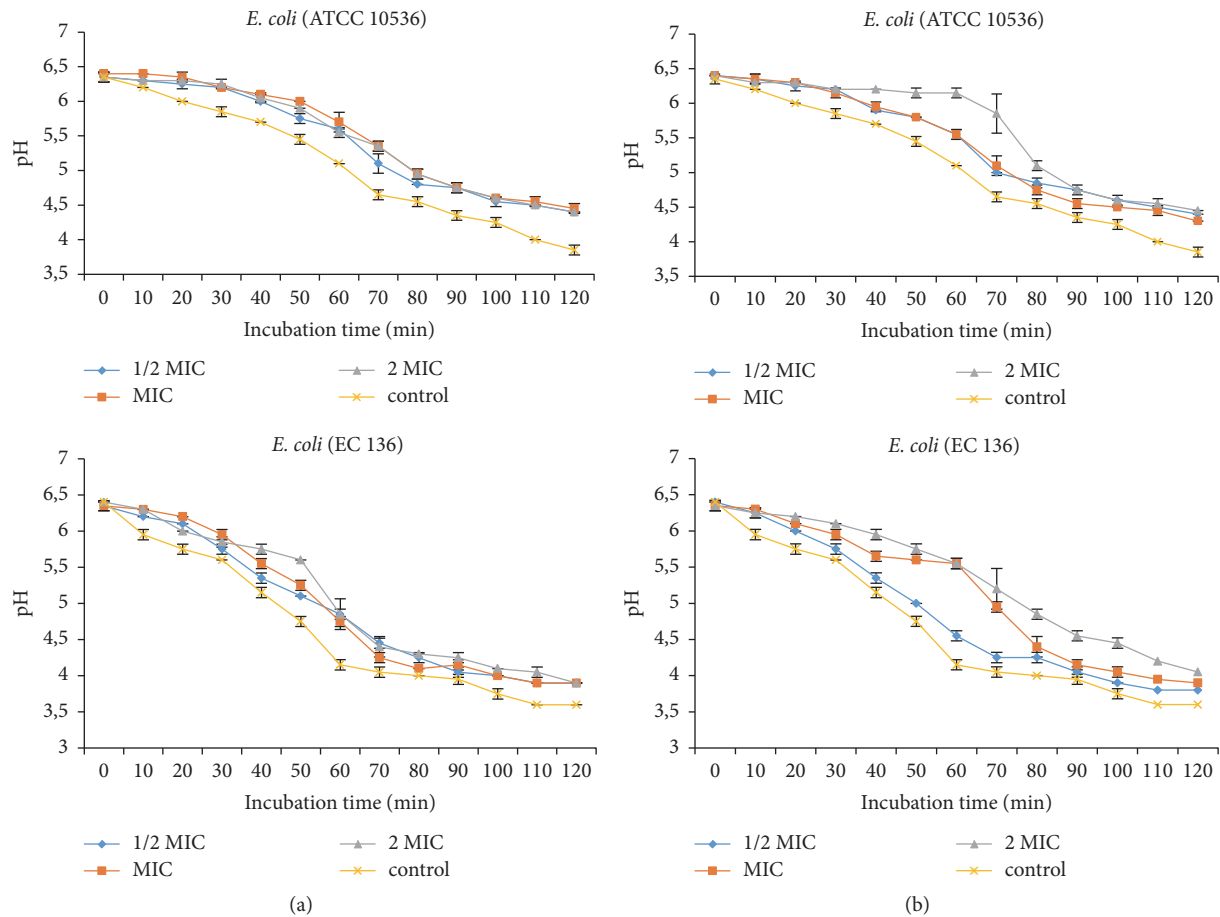 E. coli (ATCC 10536)
7
6,5
6
5,5
5
4,5
4
3,5
pH
0 10 20 30 40 50 60 70 80 90 100 110 120
Incubation time (min)
1/2 MIC 2 MIC
MIC control
E. coli (ATCC 10536)
7
6,5
6
5,5
5
4,5
4
3,5
pH
0 10 20 30 40 50 60 70 80 90 100 110 120
Incubation time (min)
1/2 MIC 2 MIC
MIC control
E. coli (EC 136)
7
6,5
6
5,5
5
4,5
4
3,5
3
pH
0 10 20 30 40 50 60 70 80 90 100 110 120
Incubation time (min)
1/2 MIC 2 MIC
MIC control
(a)
E. coli (EC 136)
7
6,5
6
5,5
5
4,5
4
3,5
3
pH
0 10 20 30 40 50 60 70 80 90 100 110 120
Incubation time (min)
1/2 MIC 2 MIC
MIC control
(b)